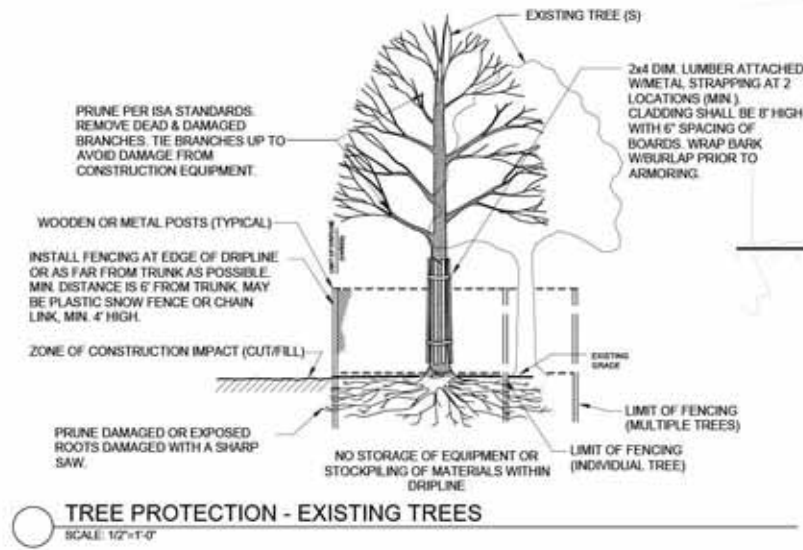 EXISTING TREE (S)
2x4 DIM. LUMBER ATTACHED
W/METAL STRAPPING AT 2
LOCATIONS (MIN.).
CLADDING SHALL BE 8' HIGH
WITH 6" SPACING OF
BOARDS. WRAP BARK
W/BURLAP PRIOR TO
ARMORING.
PRUNE PER ISA STANDARDS.
REMOVE DEAD & DAMAGED
BRANCHES. TIE BRANCHES UP TO
AVOID DAMAGE FROM
CONSTRUCTION EQUIPMENT.
WOODEN OR METAL POSTS (TYPICAL)
INSTALL FENCING AT EDGE OF DRIPLINE
OR AS FAR FROM TRUNK AS POSSIBLE.
MIN. DISTANCE IS 6' FROM TRUNK. MAY
BE PLASTIC SNOW FENCE OR CHAIN
LINK, MIN. 4' HIGH.
ZONE OF CONSTRUCTION IMPACT (CUT/FILL)
EXISTING
GRADE
PRUNE DAMAGED OR EXPOSED
ROOTS DAMAGED WITH A SHARP
SAW.
NO STORAGE OF EQUIPMENT OR
STOCKPILING OF MATERIALS WITHIN
DRIPLINE
LIMIT OF FENCING
(MULTIPLE TREES)
LIMIT OF FENCING
(INDIVIDUAL TREE)
TREE PROTECTION - EXISTING TREES
SCALE: 1/2"=1'-0"